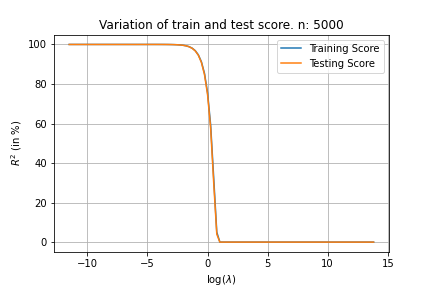 Variation of train and test score. n: 5000
Training Score
Testing Score
100
80
60
40
20
0
R² (in %)
−10
−5
0
5
10
15
log(λ)